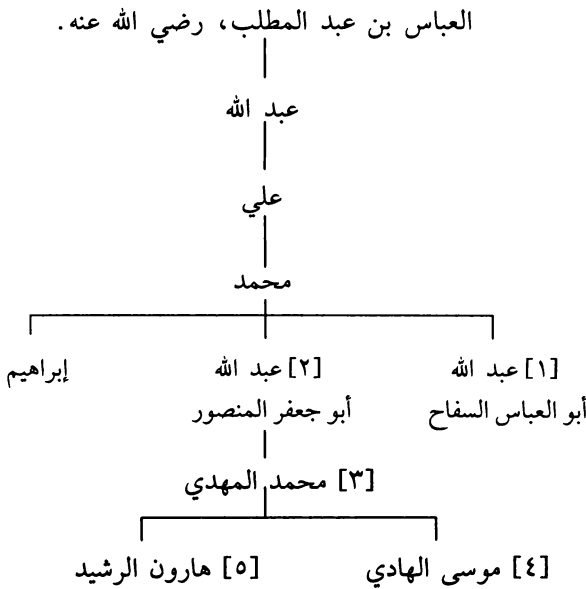 العباس بن عبد المطلب، رضي الله عنه.
عبد الله
علي
محمد
[١] عبد الله
[٢] عبد الله
إبراهيم
أبو العباس السفاح
أبو جعفر المنصور
[٣] محمد المهدي
[٤] موسى الهادي
[٥] هارون الرشيد